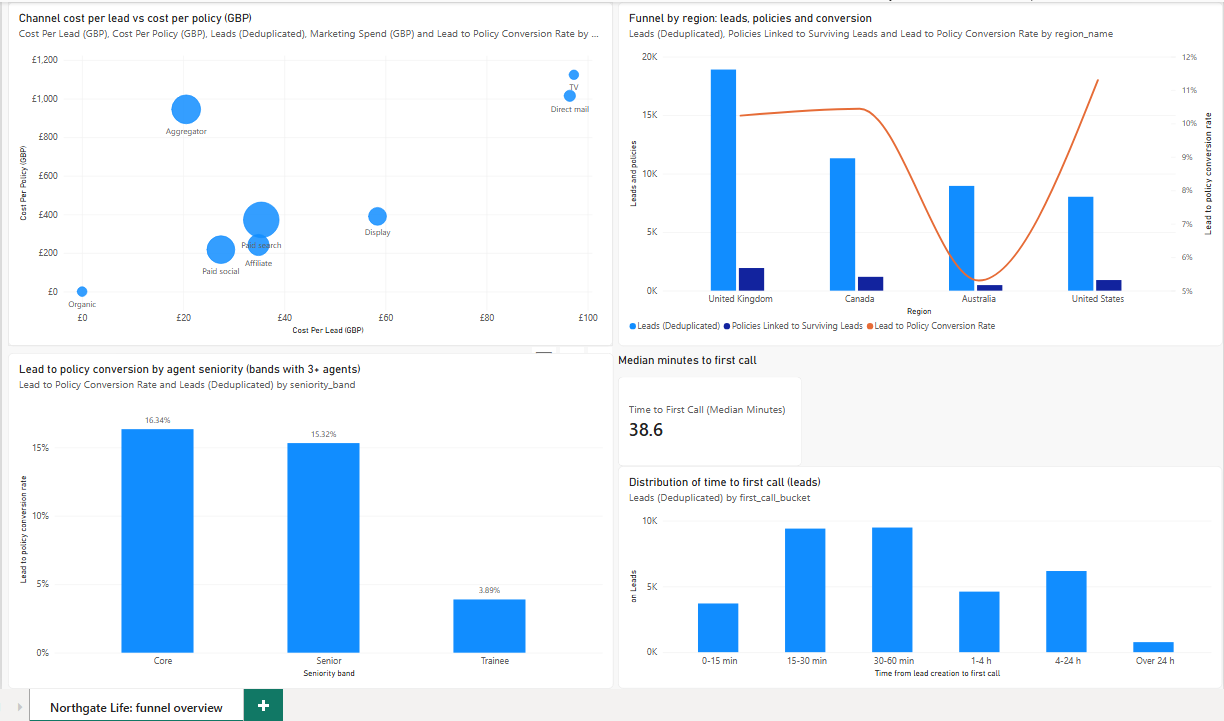 Channel cost per lead vs cost per policy (GBP)
Cost Per Lead (GBP), Cost Per Policy (GBP), Leads (Deduplicated), Marketing Spend (GBP) and Lead to Policy Conversion Rate by ...
£1,200
£1,000
£800
£600
£400
£200
£0
Cost Per Policy (GBP)
TV
Direct mail
Aggregator
Paid search
Display
Affiliate
Paid social
Organic
£0
£20
£40
£60
£80
£100
Cost Per Lead (GBP)
Funnel by region: leads, policies and conversion
Leads (Deduplicated), Policies Linked to Surviving Leads and Lead to Policy Conversion Rate by region_name
20K
15K
10K
5K
0K
Leads and policies
12%
11%
10%
9%
8%
7%
6%
5%
Lead to policy conversion rate
United Kingdom
Canada
Australia
United States
Region
Leads (Deduplicated) Policies Linked to Surviving Leads Lead to Policy Conversion Rate
Lead to policy conversion by agent seniority (bands with 3+ agents)
Lead to Policy Conversion Rate and Leads (Deduplicated) by seniority_band
15%
10%
5%
0%
Lead to policy conversion rate
16.34%
15.32%
3.89%
Core
Senior
Trainee
Seniority band
Median minutes to first call
Time to First Call (Median Minutes)
38.6
Distribution of time to first call (leads)
Leads (Deduplicated) by first_call_bucket
10K
5K
0K
on Leads
0-15 min
15-30 min
30-60 min
1-4 h
4-24 h
Over 24 h
Time from lead creation to first call
Northgate Life: funnel overview
+